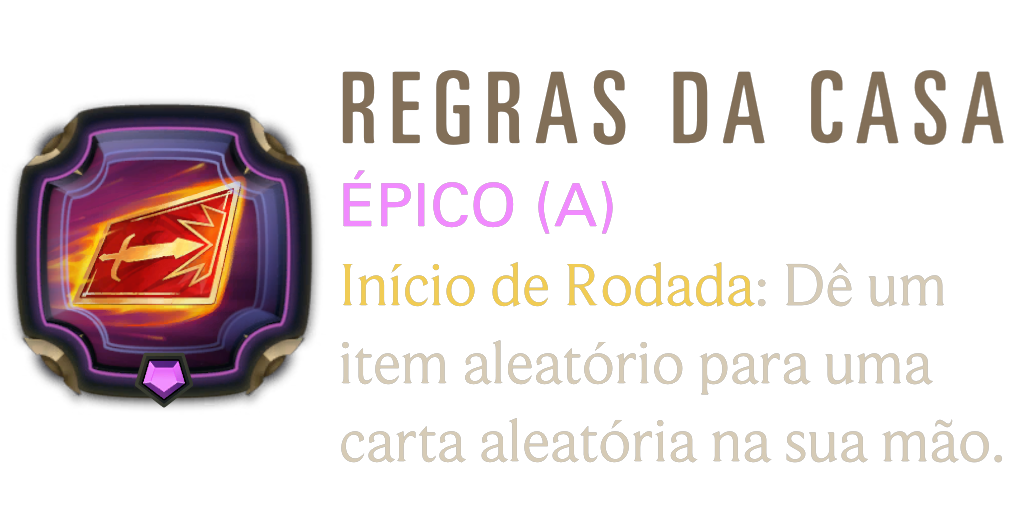 REGRAS DA CASA
ÉPICO (A)
Início de Rodada: Dê um
item aleatório para uma
carta aleatória na sua mão.